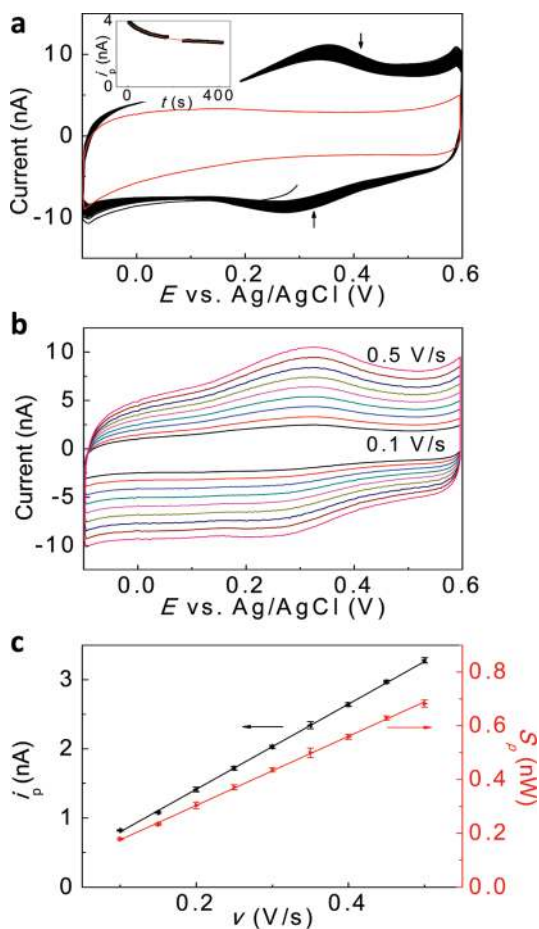 a
4
i_p (nA)
0
0 t (s) 400
10
0
-10
Current (nA)
0.0 0.2 0.4 0.6
E vs. Ag/AgCl (V)
b
10
5
0
-5
-10
Current (nA)
0.5 V/s
0.1 V/s
0.0 0.2 0.4 0.6
E vs. Ag/AgCl (V)
c
3
2
1
0
i_p (nA)
0.8
0.6
0.4
0.2
0.0
S_p (nW)
0.2 0.4
v (V/s)